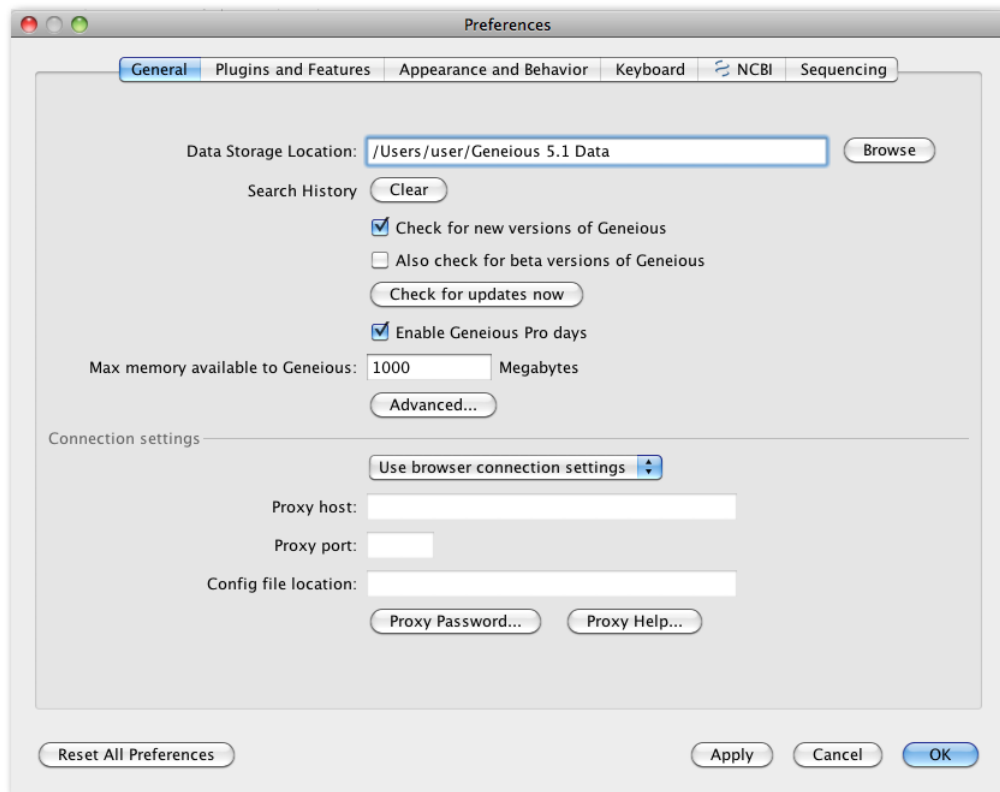 Preferences
General Plugins and Features Appearance and Behavior Keyboard NCBI Sequencing
Data Storage Location: /Users/user/Geneious 5.1 Data Browse
Search History Clear
Check for new versions of Geneious
Also check for beta versions of Geneious
Check for updates now
Enable Geneious Pro days
Max memory available to Geneious: 1000 Megabytes
Advanced...
Connection settings
Use browser connection settings
Proxy host:
Proxy port:
Config file location:
Proxy Password... Proxy Help...
Reset All Preferences Apply Cancel OK